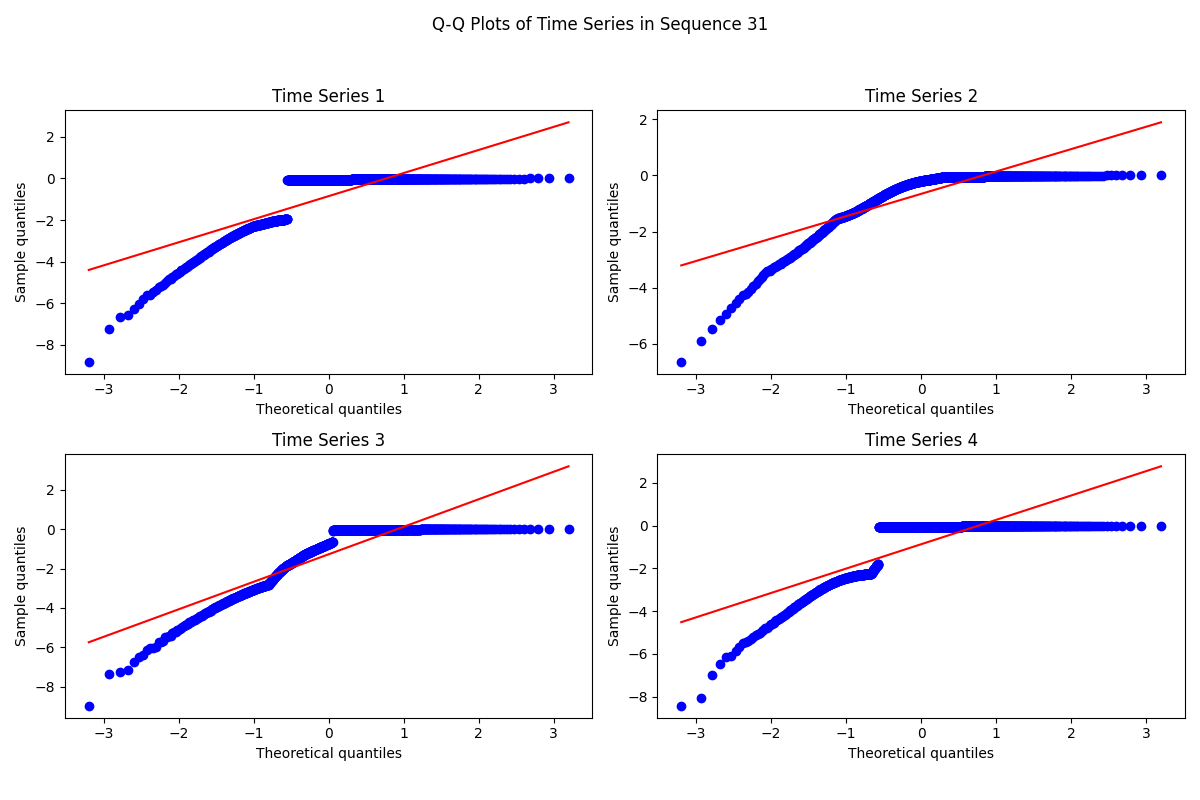 Q-Q Plots of Time Series in Sequence 31
Time Series 1
Sample quantiles
2
0
−2
−4
−6
−8
−3 −2 −1 0 1 2 3
Theoretical quantiles
Time Series 2
Sample quantiles
2
0
−2
−4
−6
−3 −2 −1 0 1 2 3
Theoretical quantiles
Time Series 3
Sample quantiles
2
0
−2
−4
−6
−8
−3 −2 −1 0 1 2 3
Theoretical quantiles
Time Series 4
Sample quantiles
2
0
−2
−4
−6
−8
−3 −2 −1 0 1 2 3
Theoretical quantiles